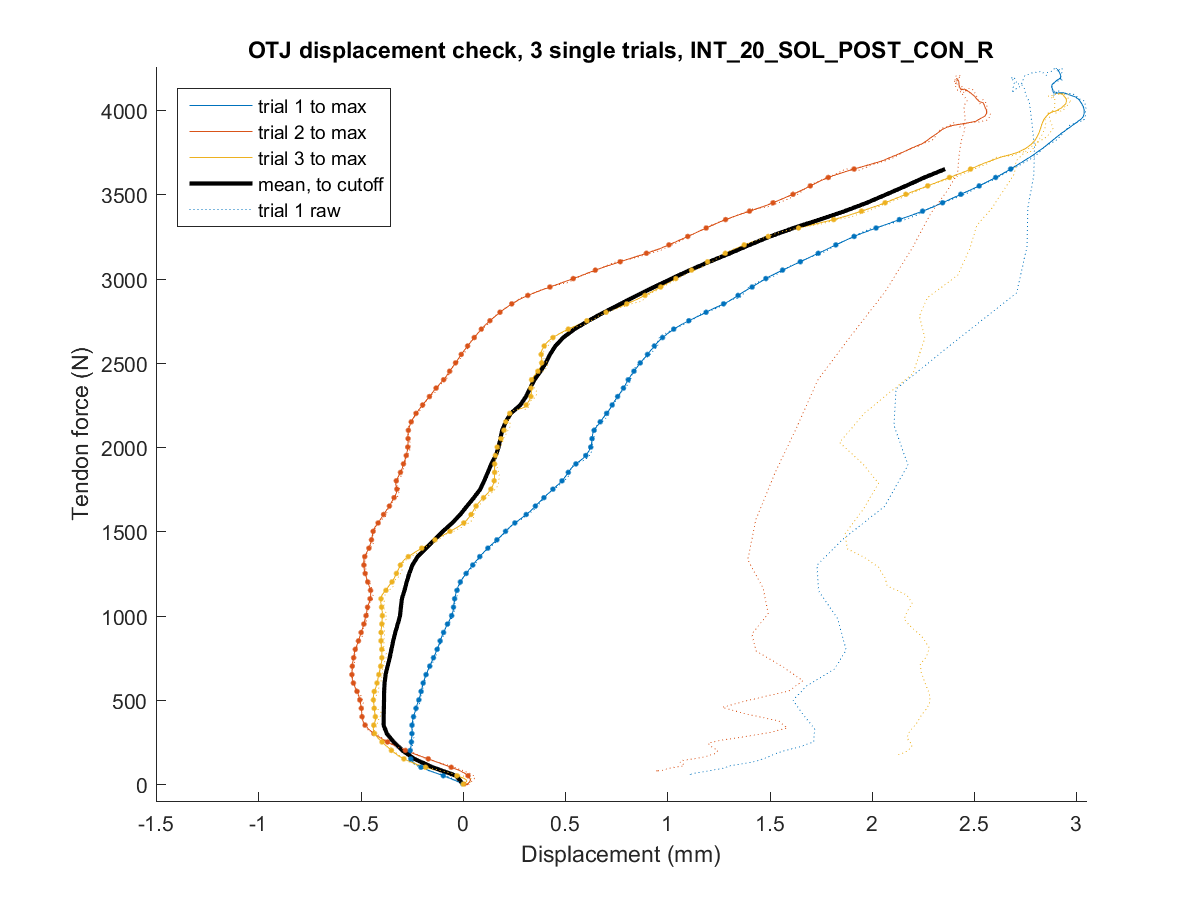 OTJ displacement check, 3 single trials, INT_20_SOL_POST_CON_R
trial 1 to max
trial 2 to max
trial 3 to max
mean, to cutoff
trial 1 raw
Tendon force (N)
4000
3500
3000
2500
2000
1500
1000
500
0
-1.5 -1 -0.5 0 0.5 1 1.5 2 2.5 3
Displacement (mm)